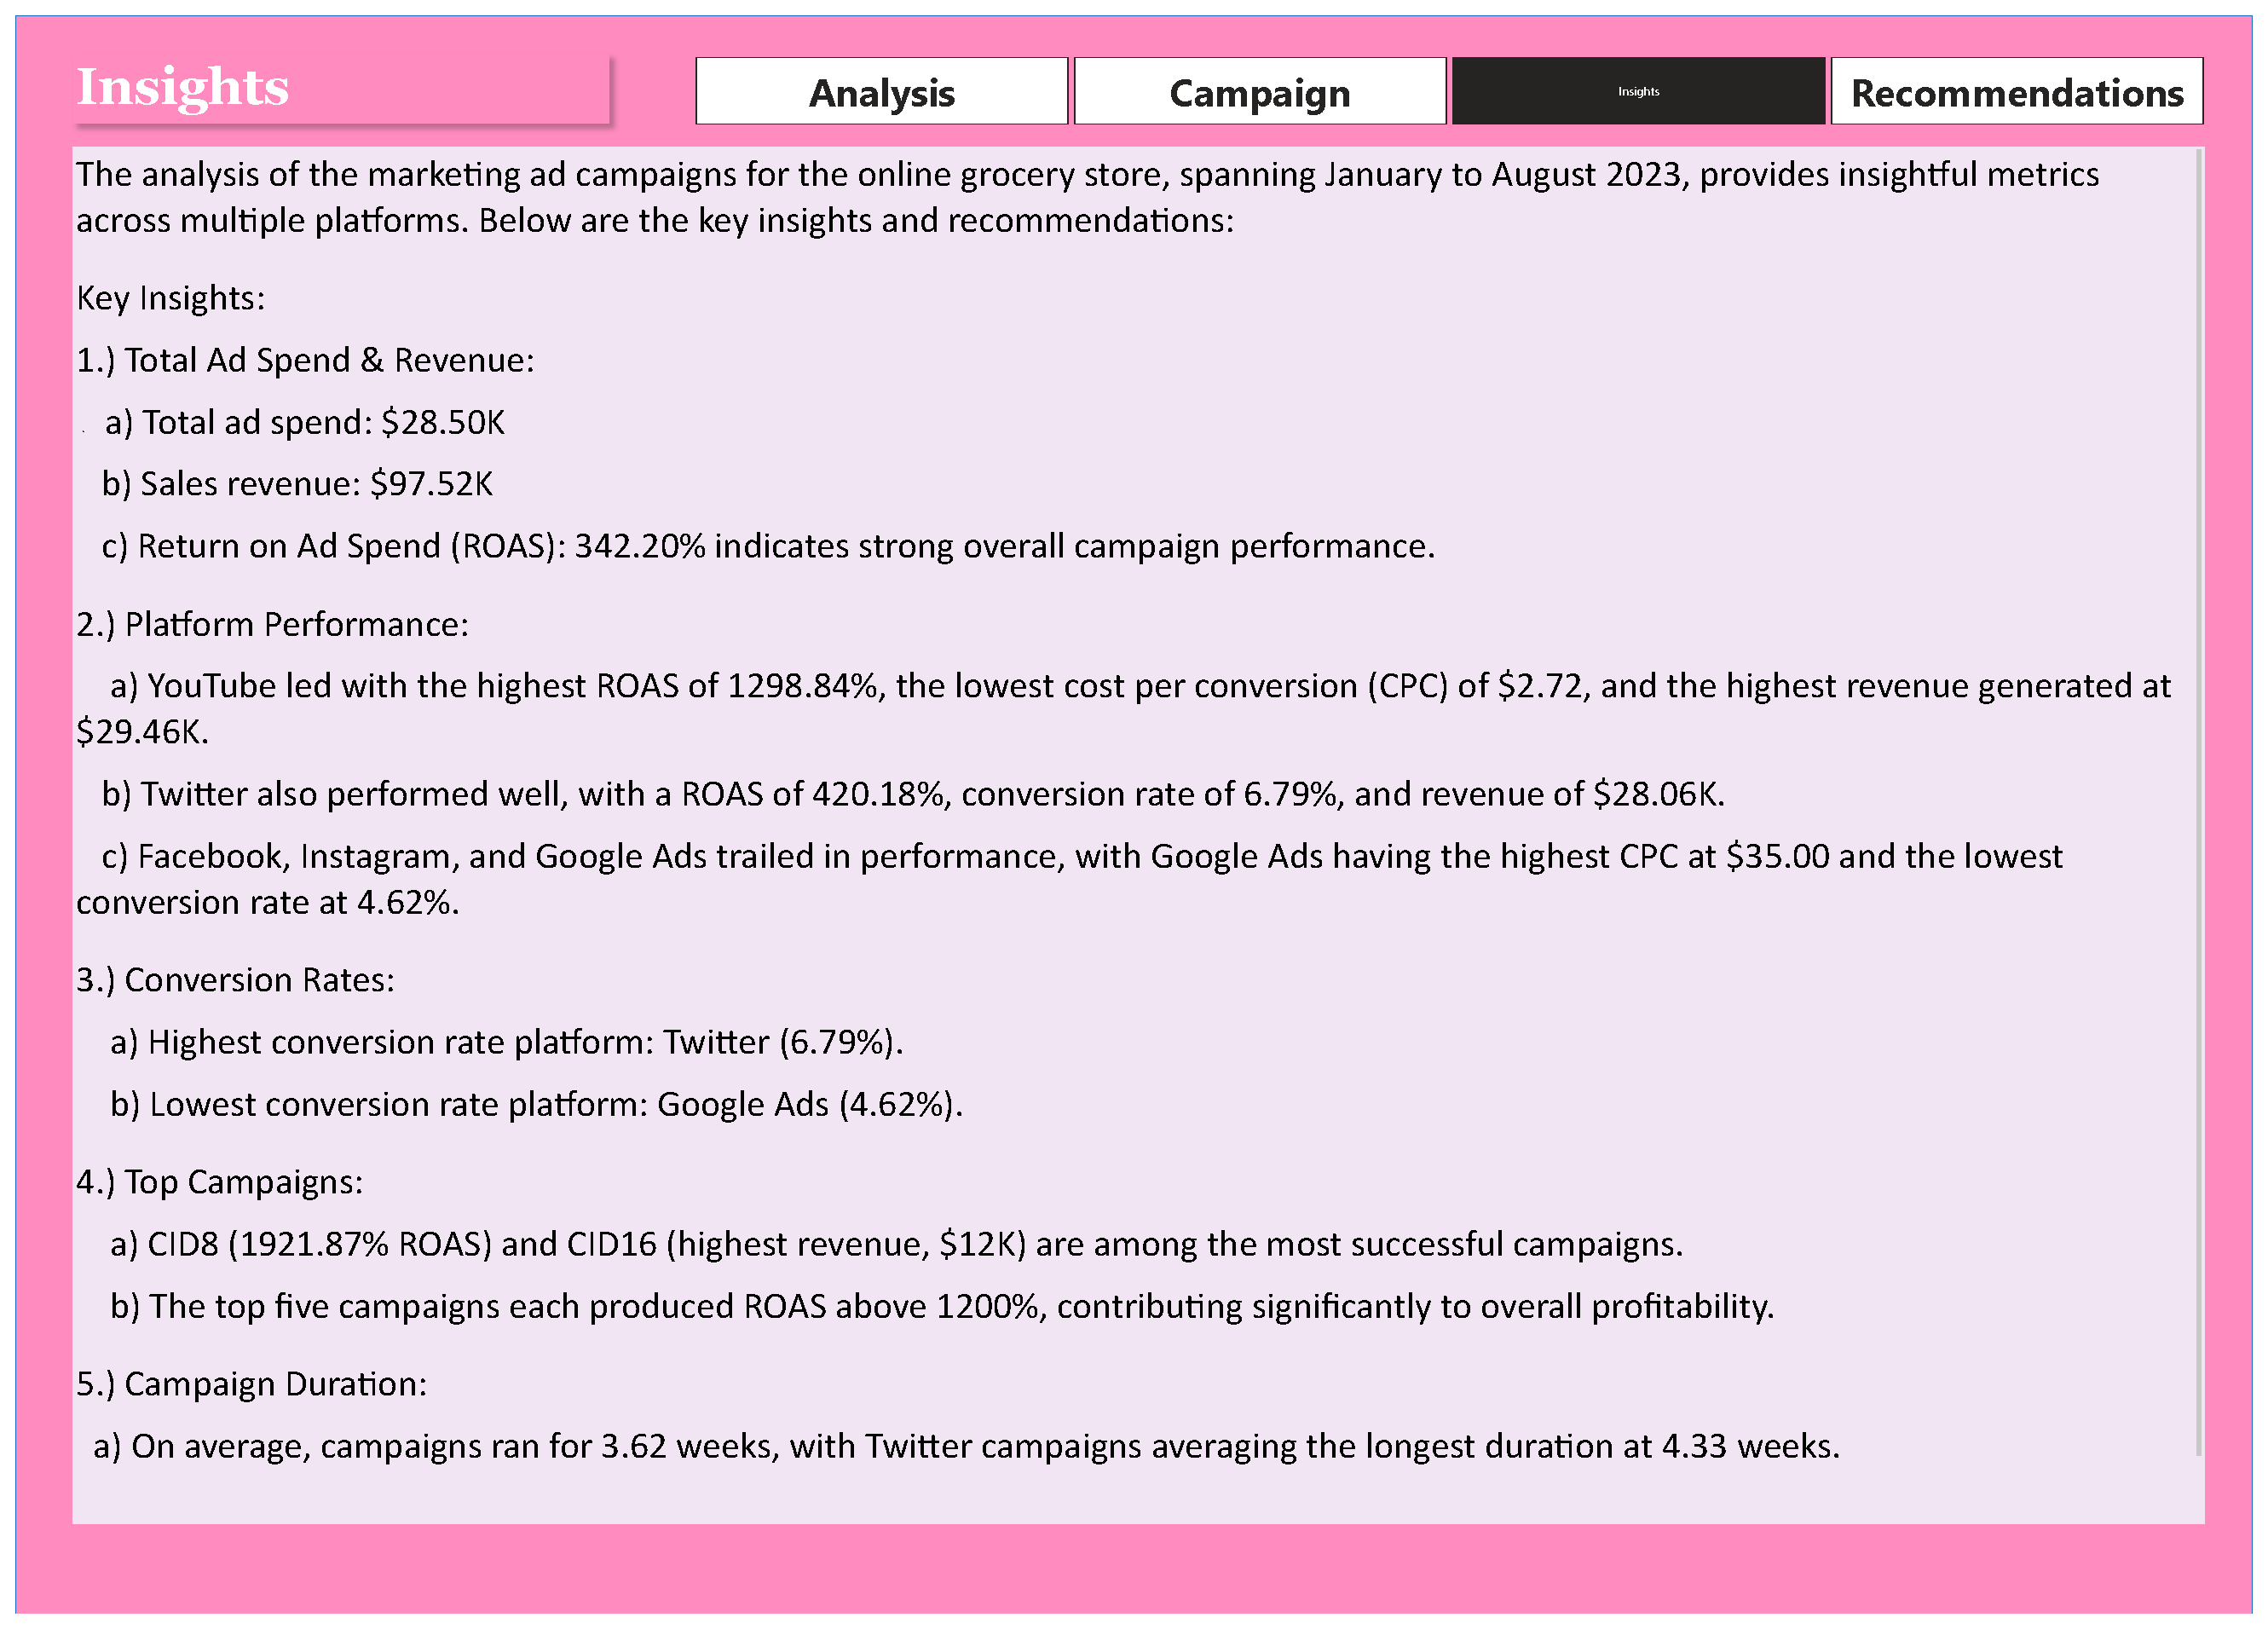 Insights
Analysis
Campaign
Insights
Recommendations
The analysis of the marketing ad campaigns for the online grocery store, spanning January to August 2023, provides insightful metrics
across multiple platforms. Below are the key insights and recommendations:
Key Insights:
1.) Total Ad Spend & Revenue:
a) Total ad spend: $28.50K
b) Sales revenue: $97.52K
c) Return on Ad Spend (ROAS): 342.20% indicates strong overall campaign performance.
2.) Platform Performance:
a) YouTube led with the highest ROAS of 1298.84%, the lowest cost per conversion (CPC) of $2.72, and the highest revenue generated at
$29.46K.
b) Twitter also performed well, with a ROAS of 420.18%, conversion rate of 6.79%, and revenue of $28.06K.
c) Facebook, Instagram, and Google Ads trailed in performance, with Google Ads having the highest CPC at $35.00 and the lowest
conversion rate at 4.62%.
3.) Conversion Rates:
a) Highest conversion rate platform: Twitter (6.79%).
b) Lowest conversion rate platform: Google Ads (4.62%).
4.) Top Campaigns:
a) CID8 (1921.87% ROAS) and CID16 (highest revenue, $12K) are among the most successful campaigns.
b) The top five campaigns each produced ROAS above 1200%, contributing significantly to overall profitability.
5.) Campaign Duration:
a) On average, campaigns ran for 3.62 weeks, with Twitter campaigns averaging the longest duration at 4.33 weeks.